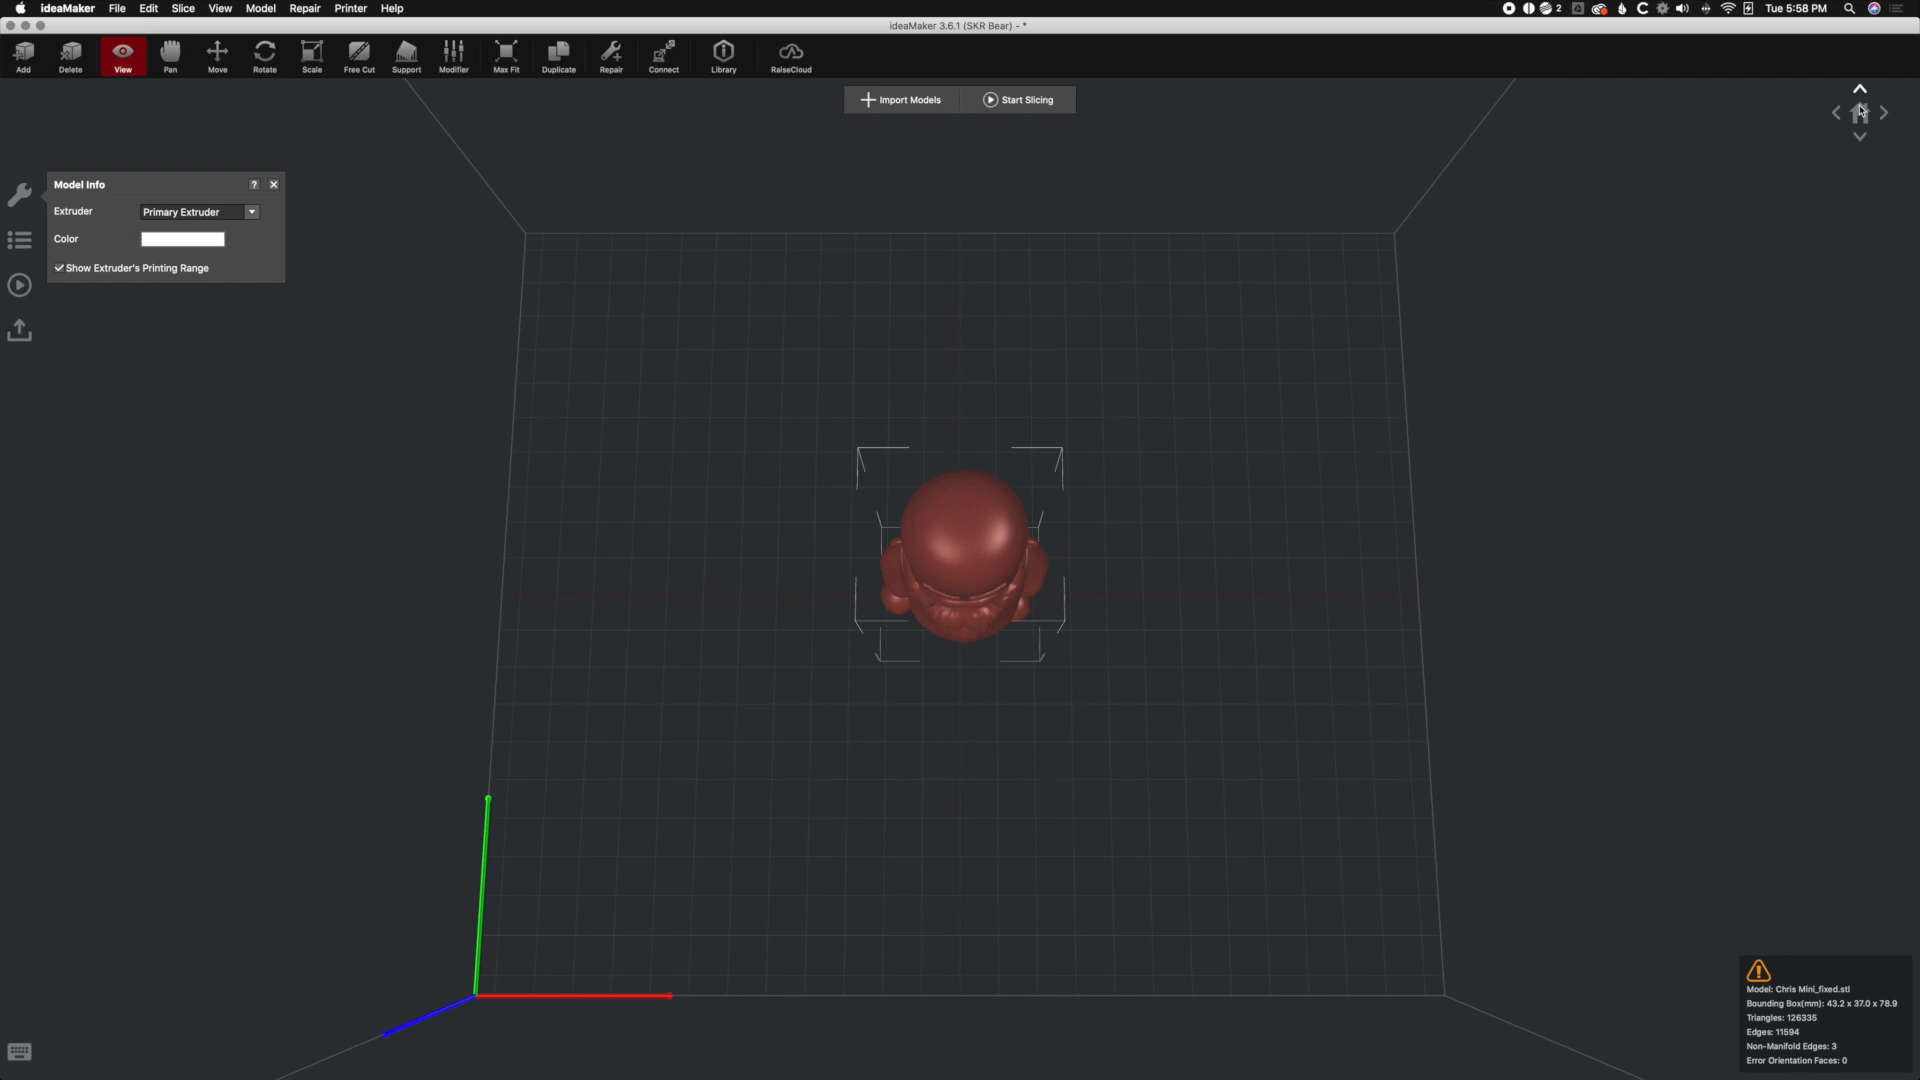 ideaMaker File Edit Slice View Model Repair Printer Help
2 Tue 5:58 PM
ideaMaker 3.6.1 (SKR Bear) - *
Add Delete View Pan Move Rotate Scale Free Cut Support Modifier Max Fit Duplicate Repair Connect Library RaiseCloud
Import Models Start Slicing
Model Info ?
Extruder Primary Extruder
Color
Show Extruder's Printing Range
Model: Chris Mini_fixed.stl
Bounding Box(mm): 43.2 x 37.0 x 78.9
Triangles: 126335
Edges: 11594
Non-Manifold Edges: 3
Error Orientation Faces: 0